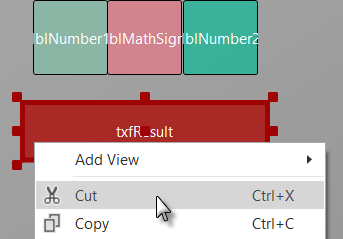 lblNumber1 lblMathSign lblNumber2
txfResult
Add View
Cut Ctrl+X
Copy Ctrl+C